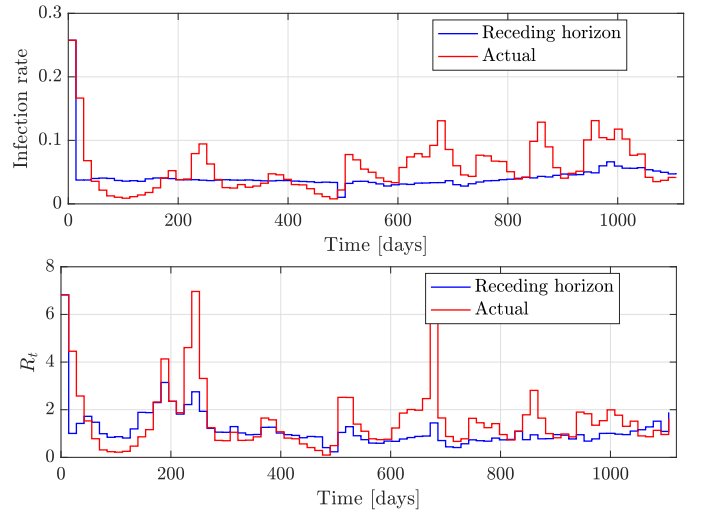 0.3
0.2
0.1
0
Infection rate
Receding horizon
Actual
0 200 400 600 800 1000
Time [days]
8
6
4
2
0
R_t
Receding horizon
Actual
0 200 400 600 800 1000
Time [days]